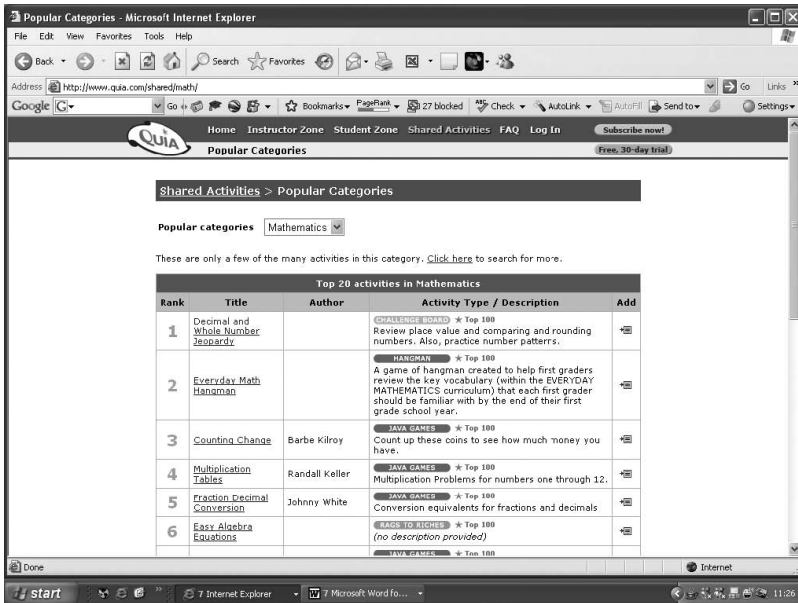 Popular Categories - Microsoft Internet Explorer
File Edit View Favorites Tools Help
Back Search Favorites
Address http://www.quia.com/shared/math/ Go Links »
Google G Go Bookmarks PageRank 27 blocked Check AutoLink AutoFill Send to Settings
QUIA Home Instructor Zone Student Zone Shared Activities FAQ Log In Subscribe now!
Popular Categories Free, 30-day trial
Shared Activities > Popular Categories
Popular categories Mathematics
These are only a few of the many activities in this category. Click here to search for more.
Top 20 activities in Mathematics
Rank Title Author Activity Type / Description Add
1
Decimal and
Whole Number
Jeopardy
CHALLENGE BOARD ★ Top 100
Review place value and comparing and rounding
numbers. Also, practice number patterns.
2
Everyday Math
Hangman
HANGMAN ★ Top 100
A game of hangman created to help first graders
review the key vocabulary (within the EVERYDAY
MATHEMATICS curriculum) that each first grader
should be familiar with by the end of their first
grade school year.
3
Counting Change
Barbe Kilroy
JAVA GAMES ★ Top 100
Count up these coins to see how much money you
have.
4
Multiplication
Tables
Randall Keller
JAVA GAMES ★ Top 100
Multiplication Problems for numbers one through 12.
5
Fraction Decimal
Conversion
Johnny White
JAVA GAMES ★ Top 100
Conversion equivalents for fractions and decimals
6
Easy Algebra
Equations
RAGS TO RICHES ★ Top 100
(no description provided)
JAVA GAMES ★ Top 100
Done Internet
start » 7 Internet Explorer 7 Microsoft Word fo... 11:26